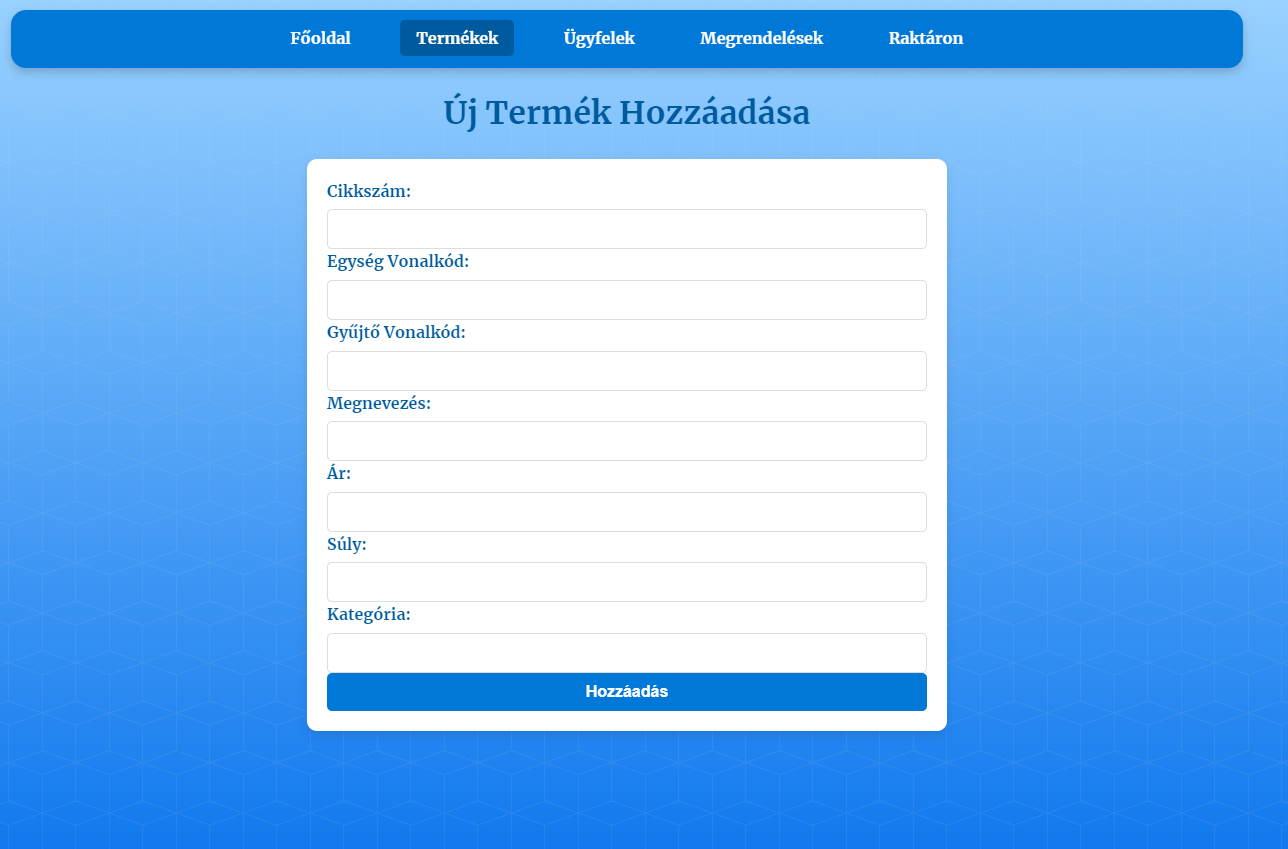 Főoldal Termékek Ügyfelek Megrendelések Raktáron
Új Termék Hozzáadása
Cikkszám:
Egység Vonalkód:
Gyűjtő Vonalkód:
Megnevezés:
Ár:
Súly:
Kategória:
Hozzáadás